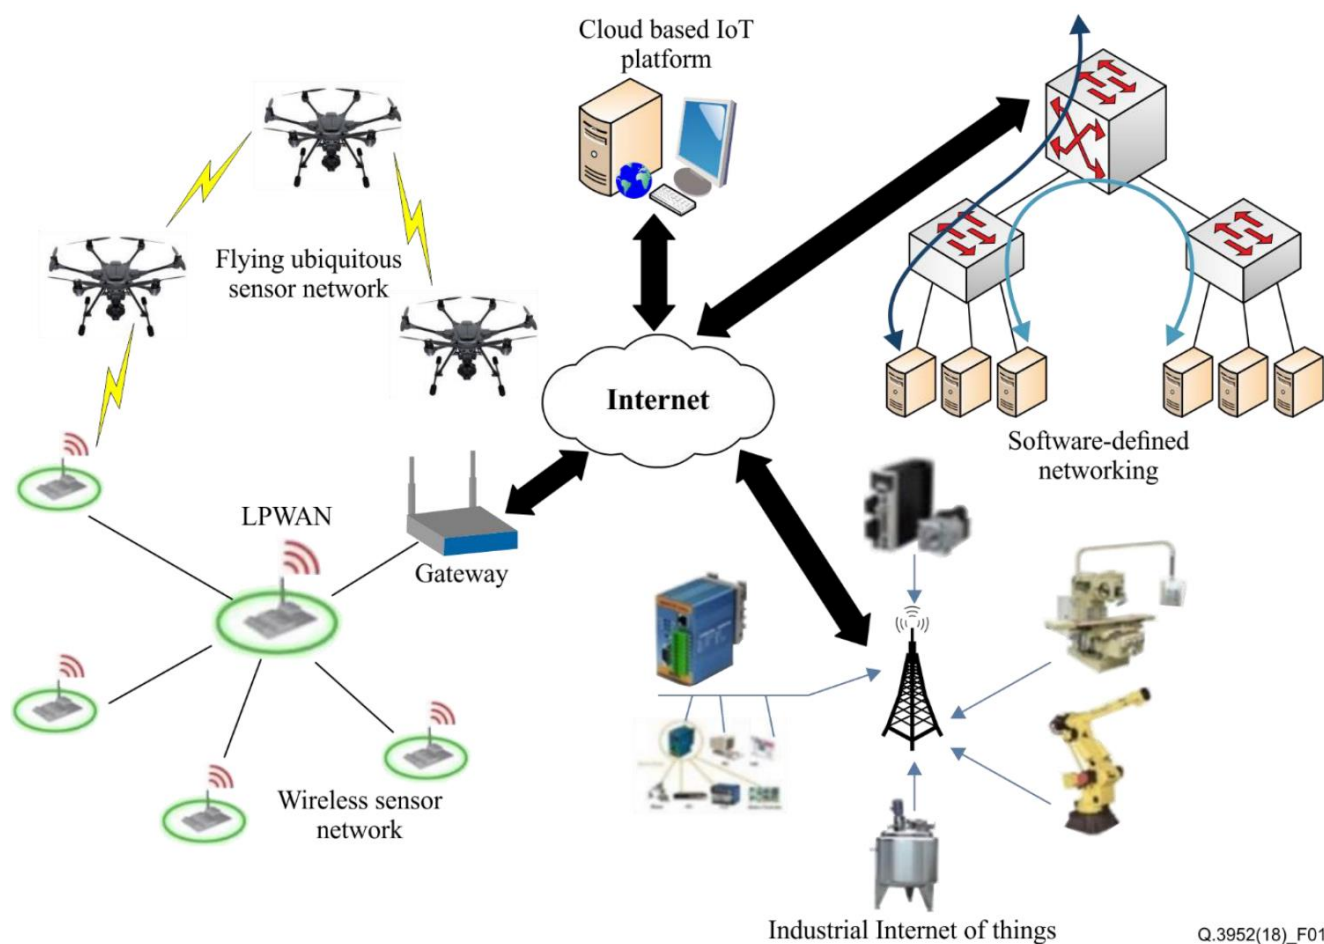 Cloud based IoT
platform
Flying ubiquitous
sensor network
Internet
Software-defined
networking
LPWAN
Gateway
Wireless sensor
network
Industrial Internet of things
Q.3952(18)_F01